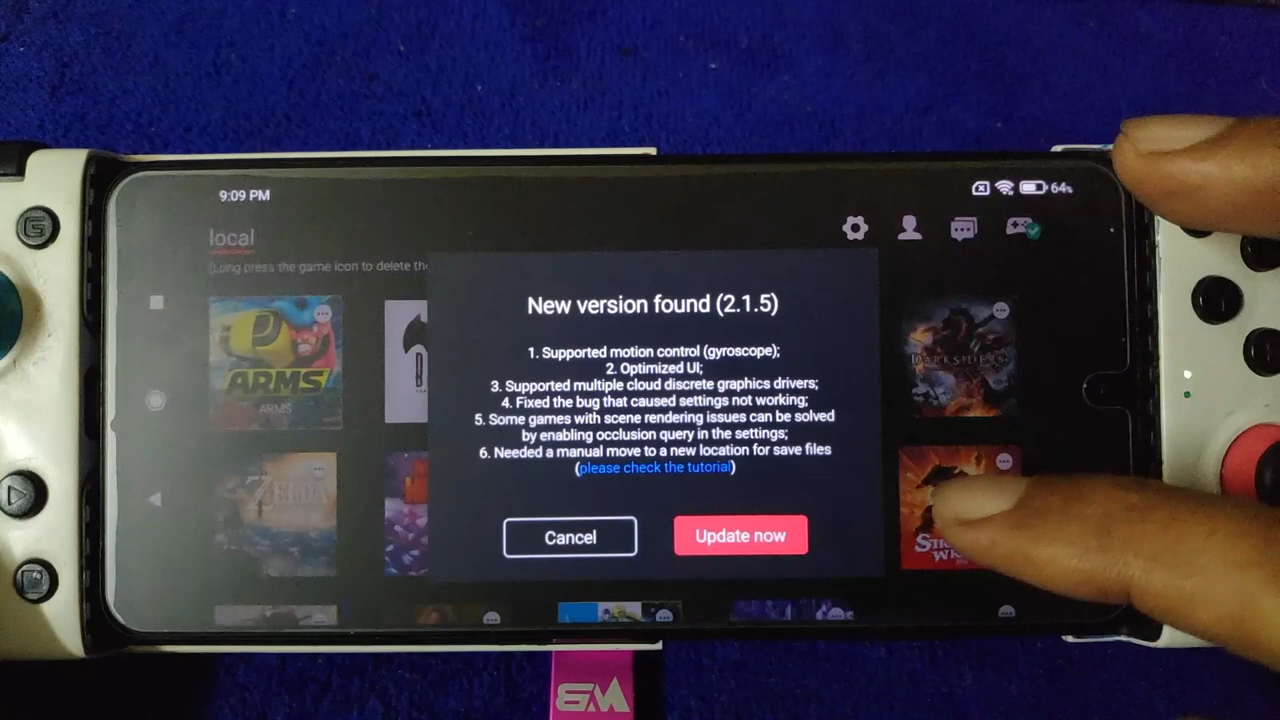 9:09 PM
64%
local
(Long press the game icon to delete the
New version found (2.1.5)
1. Supported motion control (gyroscope);
2. Optimized UI;
3. Supported multiple cloud discrete graphics drivers;
4. Fixed the bug that caused settings not working;
5. Some games with scene rendering issues can be solved
by enabling occlusion query in the settings;
6. Needed a manual move to a new location for save files
(please check the tutorial)
Cancel
Update now
ARMS
ARMS
DARKSIDERS
ZELDA